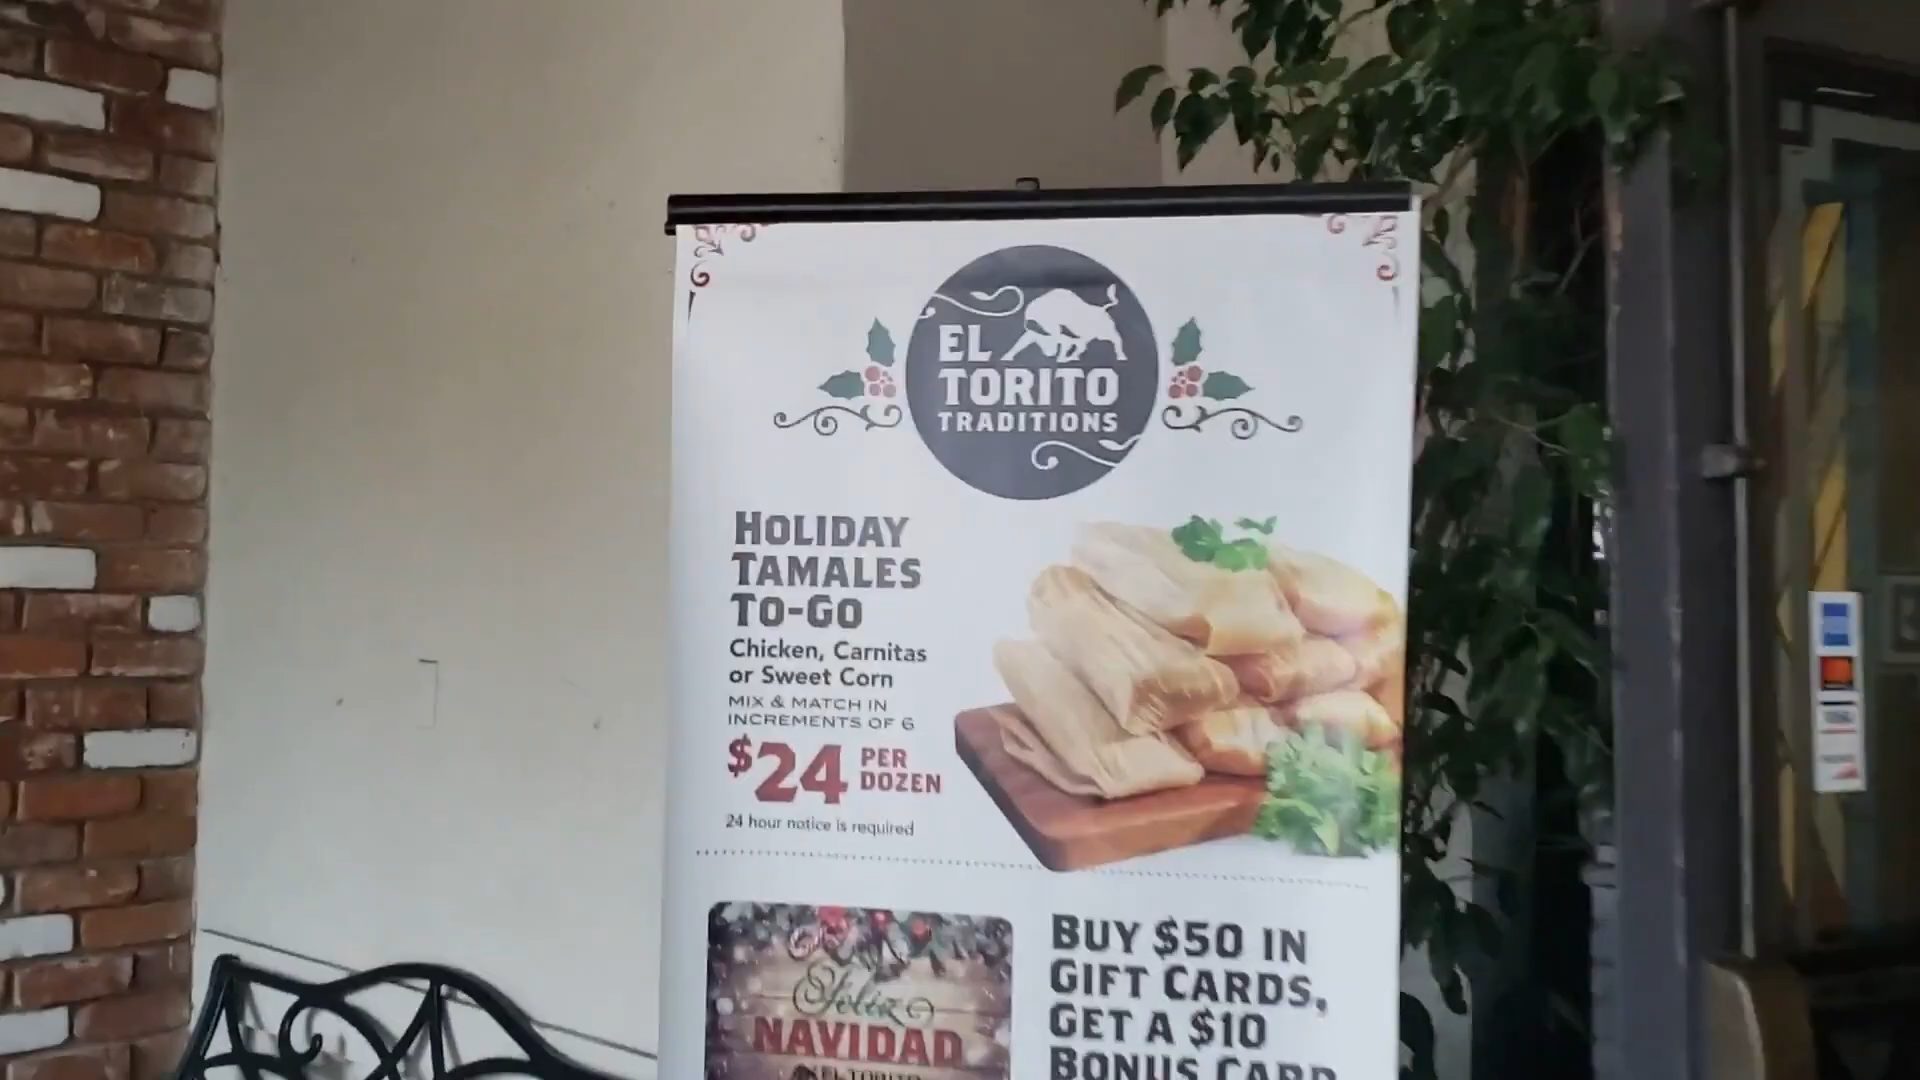 EL
TORITO
TRADITIONS
HOLIDAY
TAMALES
TO-GO
Chicken, Carnitas
or Sweet Corn
MIX & MATCH IN
INCREMENTS OF 6
$24 PER
DOZEN
24 hour notice is required
Feliz
NAVIDAD
EL TORITO
BUY $50 IN
GIFT CARDS,
GET A $10
BONUS CARD